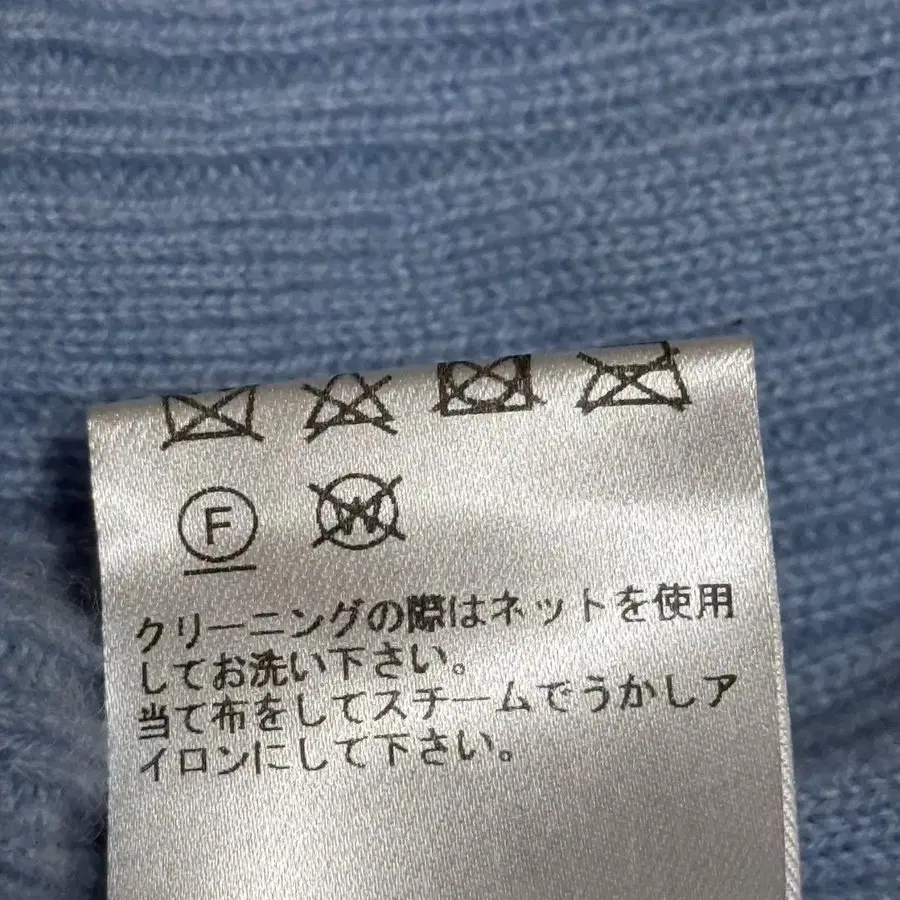 F
W
クリーニングの際はネットを使用
してお洗い下さい。
当て布をしてスチームでうかしア
イロンにして下さい。